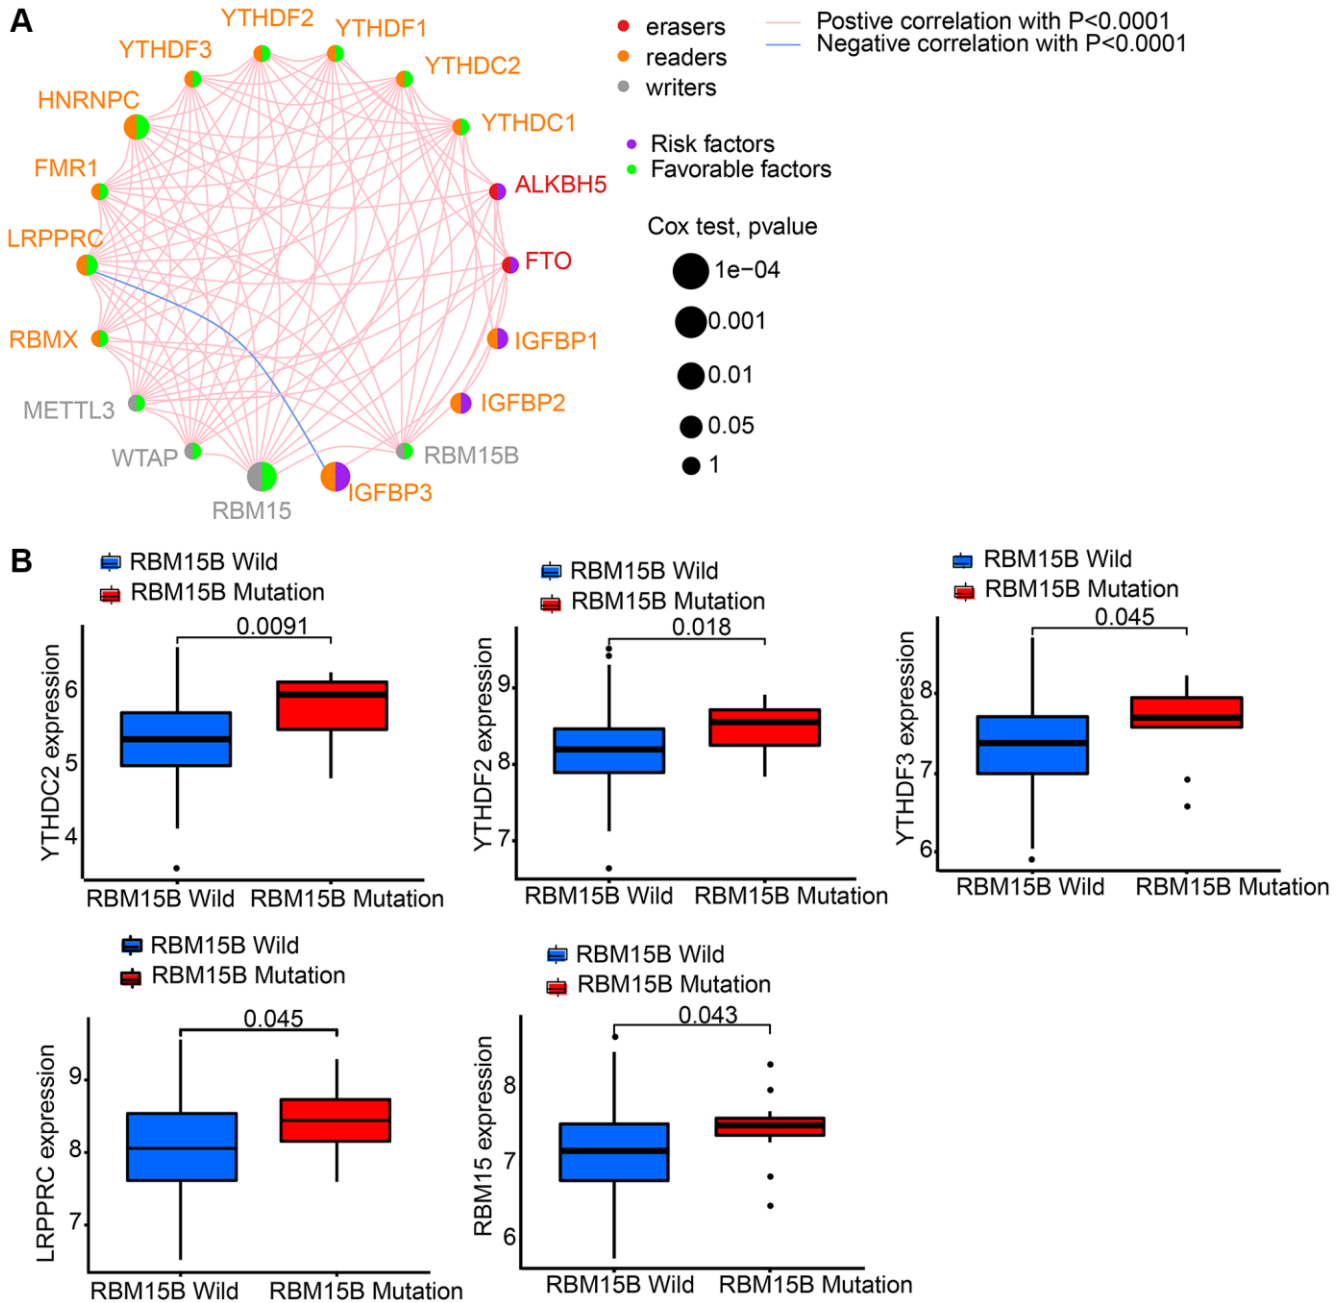 A
YTHDF2
YTHDF1
YTHDF3
YTHDC2
HNRNPC
YTHDC1
FMR1
ALKBH5
LRPPRC
FTO
RBMX
IGFBP1
METTL3
IGFBP2
WTAP
RBM15B
RBM15
IGFBP3
erasers
readers
writers
Postive correlation with P<0.0001
Negative correlation with P<0.0001
Risk factors
Favorable factors
Cox test, pvalue
1e−04
0.001
0.01
0.05
1
B
RBM15B Wild
RBM15B Mutation
0.0091
YTHDC2 expression
6
5
4
RBM15B Wild
RBM15B Mutation
RBM15B Wild
RBM15B Mutation
0.018
YTHDF2 expression
9
8
7
RBM15B Wild
RBM15B Mutation
RBM15B Wild
RBM15B Mutation
0.045
YTHDF3 expression
8
7
6
RBM15B Wild
RBM15B Mutation
RBM15B Wild
RBM15B Mutation
0.045
LRPPRC expression
9
8
7
RBM15B Wild
RBM15B Mutation
RBM15B Wild
RBM15B Mutation
0.043
RBM15 expression
8
7
6
RBM15B Wild
RBM15B Mutation